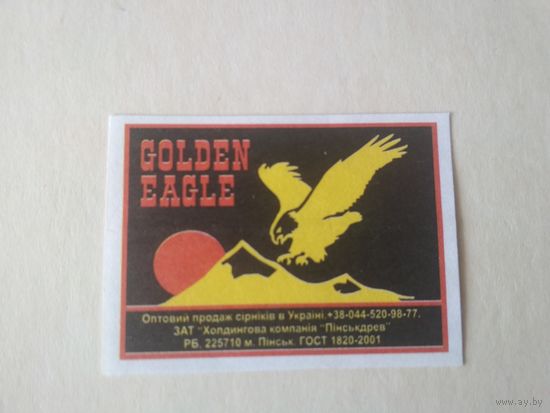 GOLDEN
EAGLE
Оптовий продаж сірніків в Україні.+38-044-520-98-77.
ЗАТ "Холдингова компанія "Пінськдрев"
РБ. 225710 м. Пінськ. ГОСТ 1820-2001
www.ay.by